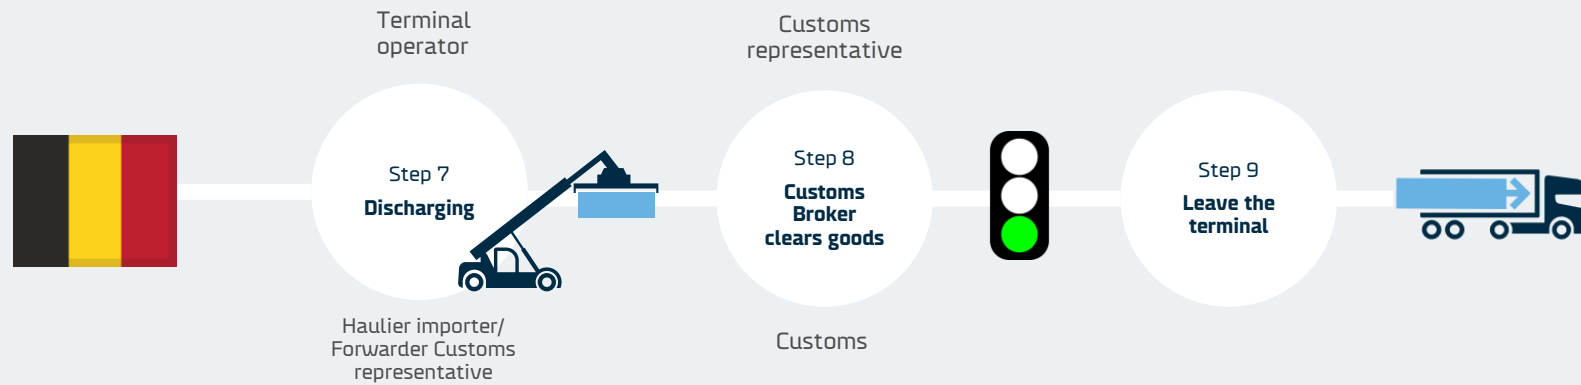 Terminal
operator
Step 7
Discharging
Haulier importer/
Forwarder Customs
representative
Customs
representative
Step 8
Customs
Broker
clears goods
Customs
Step 9
Leave the
terminal